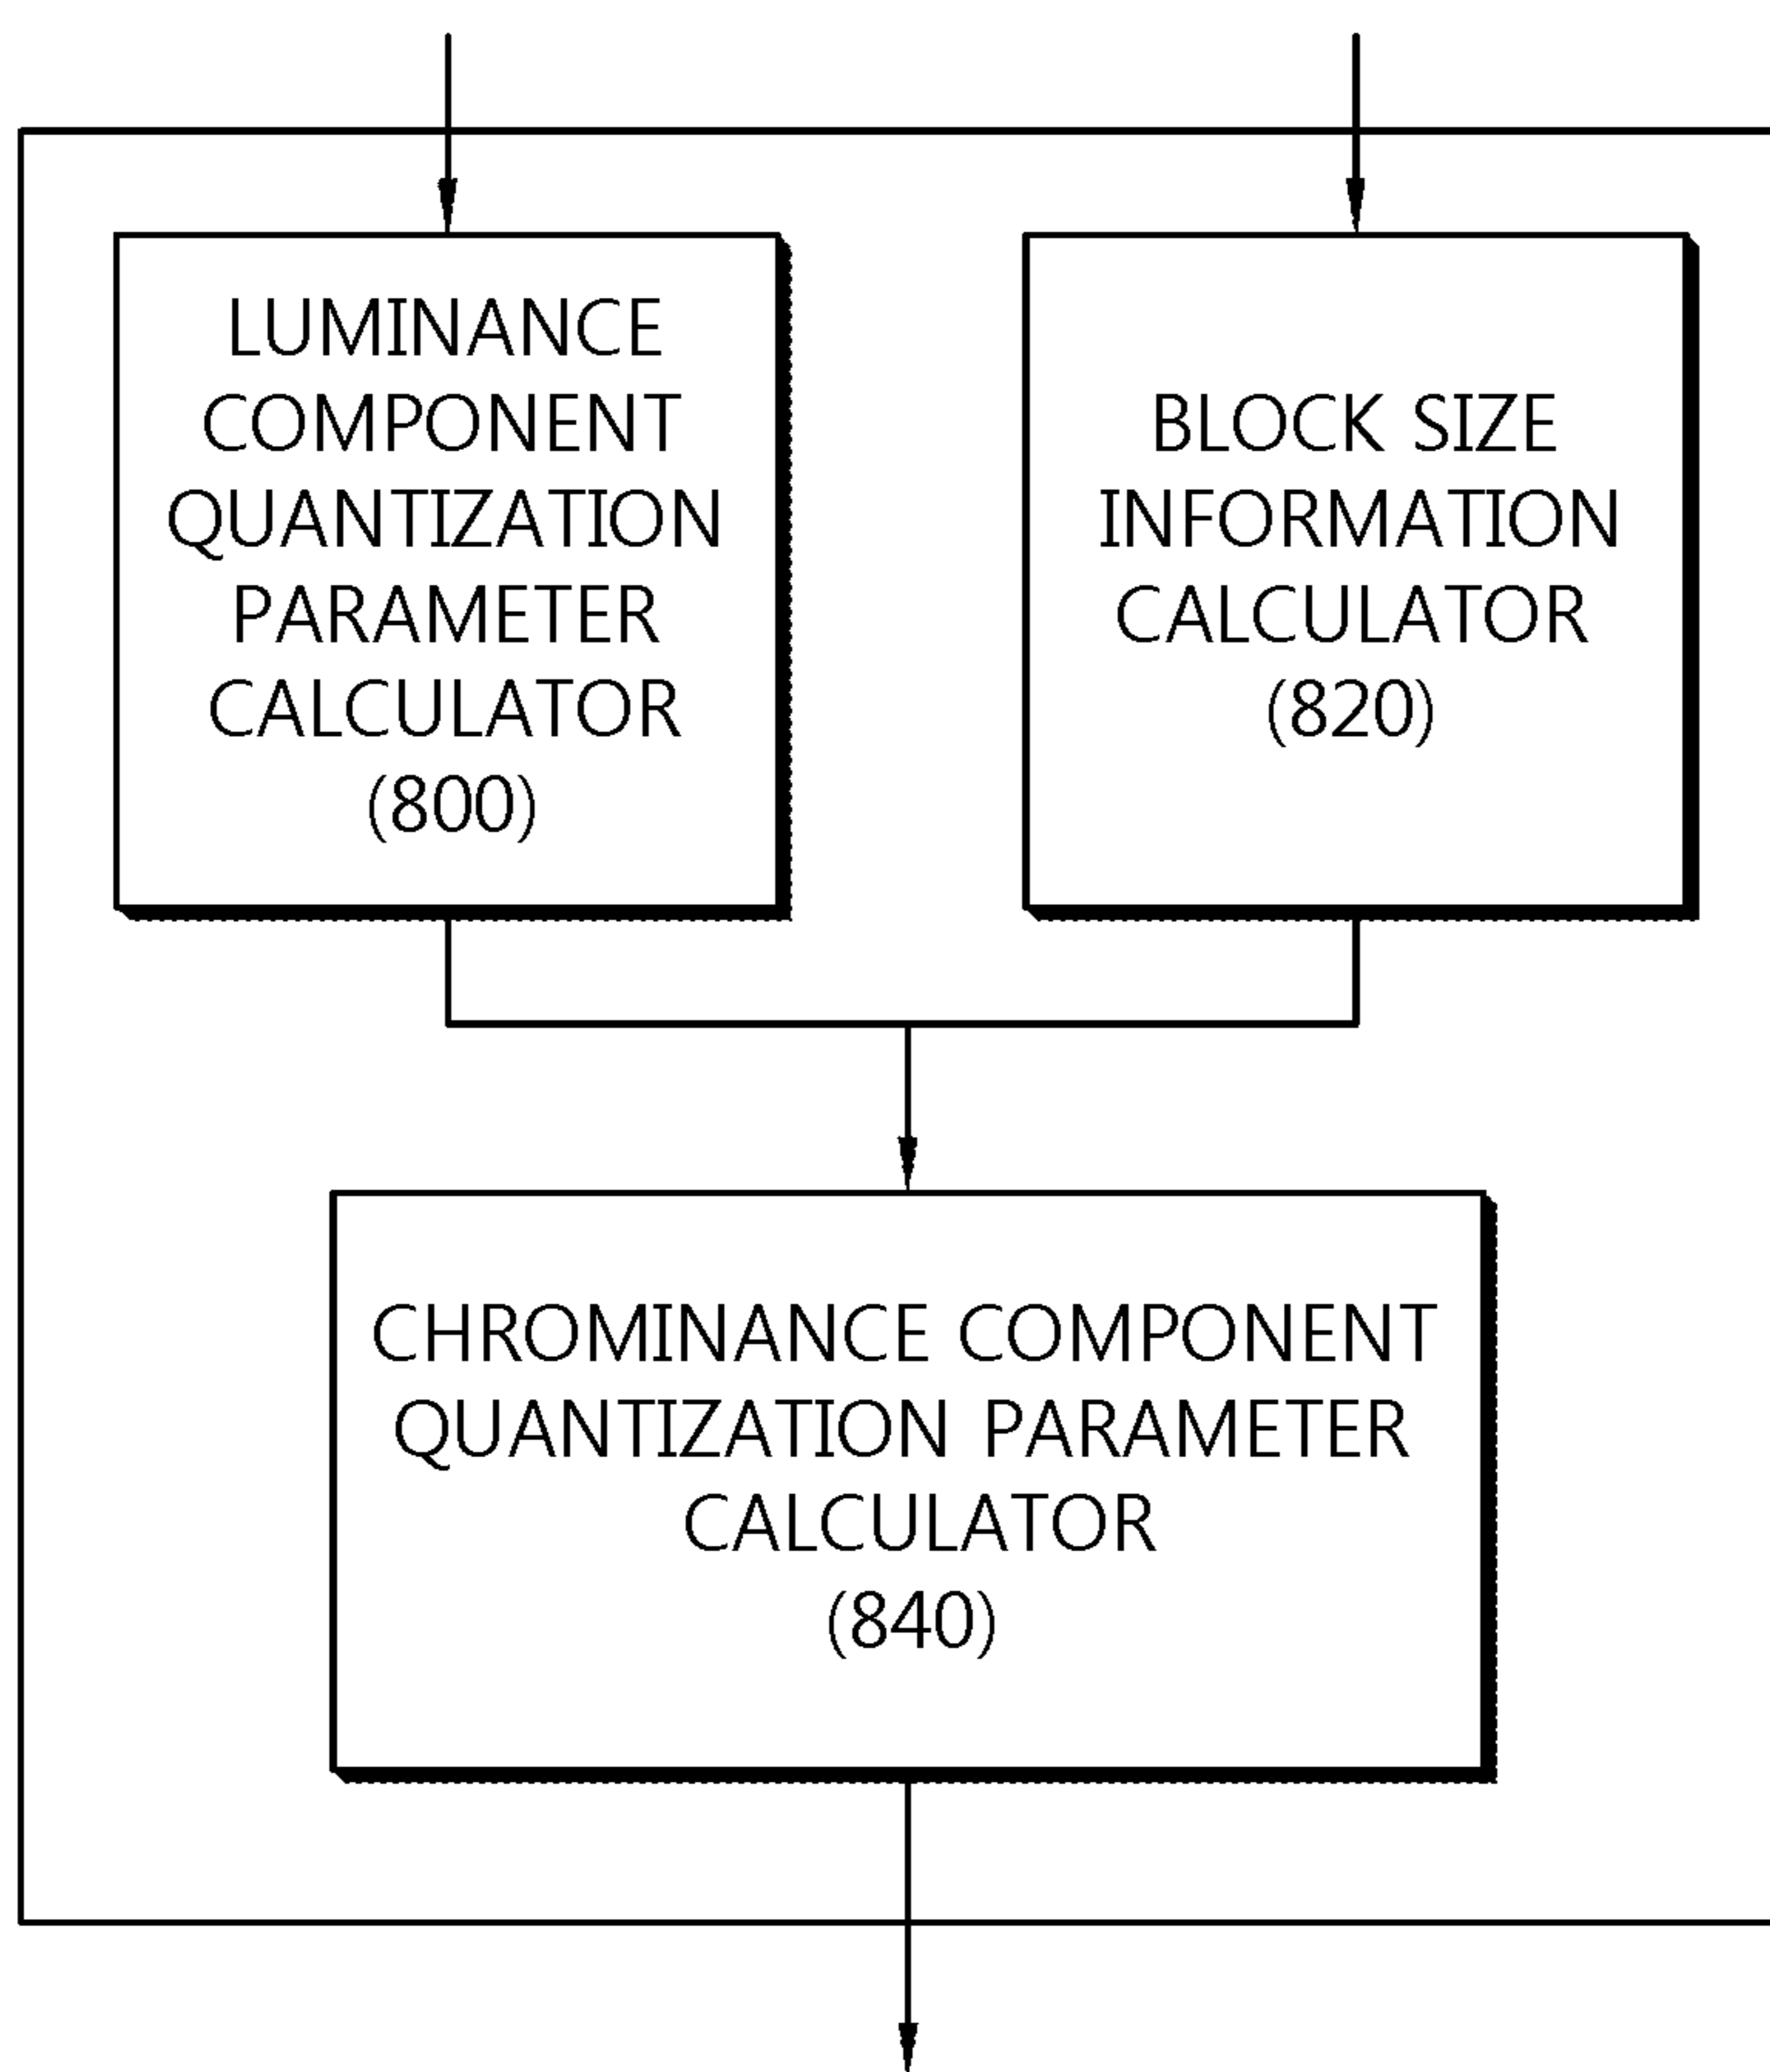 LUMINANCE
COMPONENT
QUANTIZATION
PARAMETER
CALCULATOR
(800)
BLOCK SIZE
INFORMATION
CALCULATOR
(820)
CHROMINANCE COMPONENT
QUANTIZATION PARAMETER
CALCULATOR
(840)